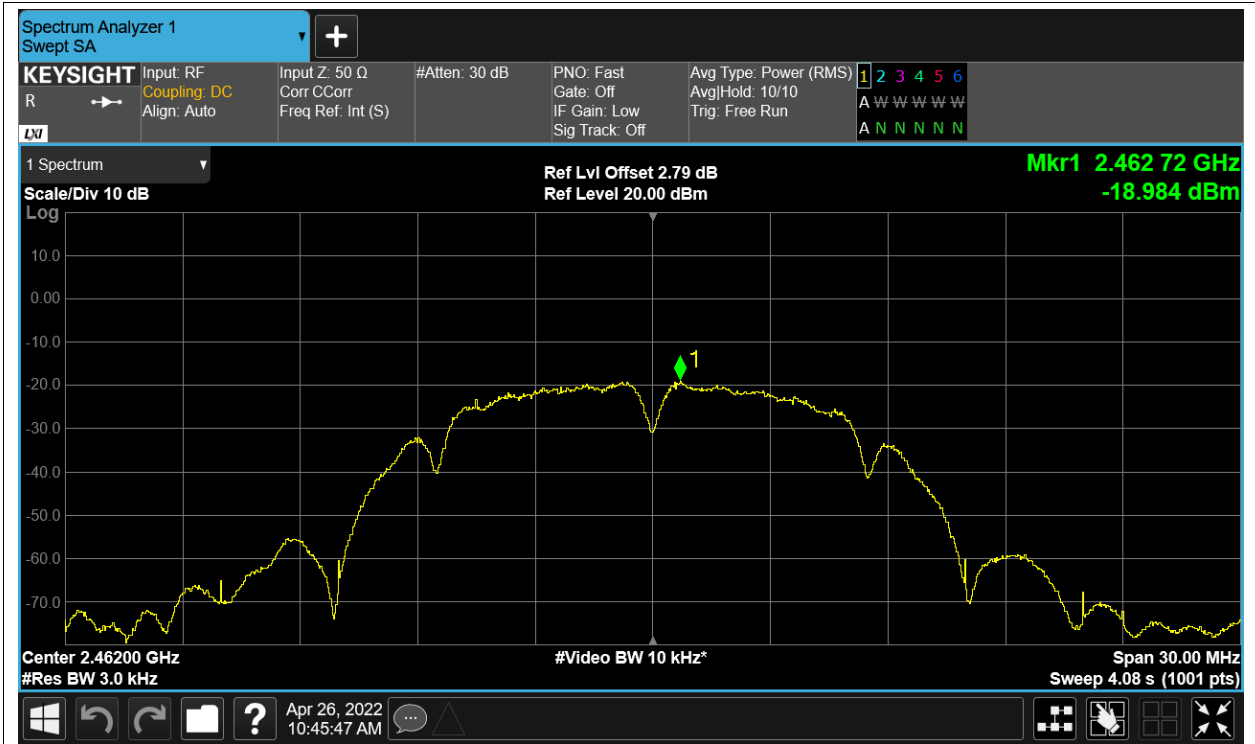 Spectrum Analyzer 1
Swept SA
KEYSIGHT
R
LXI
Input: RF
Coupling: DC
Align: Auto
Input Z: 50 Ω
Corr CCorr
Freq Ref: Int (S)
#Atten: 30 dB
PNO: Fast
Gate: Off
IF Gain: Low
Sig Track: Off
Avg Type: Power (RMS)
Avg|Hold: 10/10
Trig: Free Run
1 2 3 4 5 6
A W W W W W
A N N N N N
1 Spectrum
Scale/Div 10 dB
Log
Ref Lvl Offset 2.79 dB
Ref Level 20.00 dBm
Mkr1 2.462 72 GHz
-18.984 dBm
10.0
0.00
-10.0
1
-20.0
-30.0
-40.0
-50.0
-60.0
-70.0
Center 2.46200 GHz
#Res BW 3.0 kHz
#Video BW 10 kHz*
Span 30.00 MHz
Sweep 4.08 s (1001 pts)
?
Apr 26, 2022
10:45:47 AM